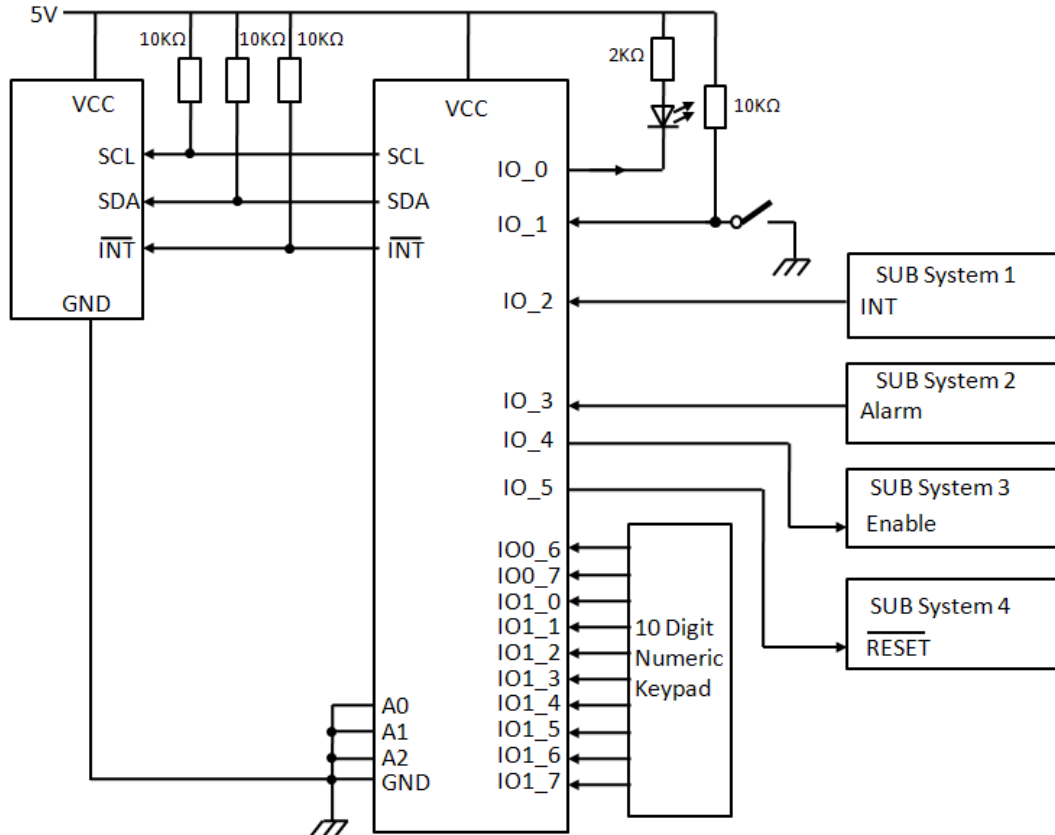 5V
10KΩ 10KΩ 10KΩ
2KΩ
10KΩ
VCC
SCL
SDA
INT
GND
VCC
SCL
SDA
INT
A0
A1
A2
GND
IO_0
IO_1
IO_2
IO_3
IO_4
IO_5
IO0_6
IO0_7
IO1_0
IO1_1
IO1_2
IO1_3
IO1_4
IO1_5
IO1_6
IO1_7
10 Digit
Numeric
Keypad
SUB System 1
INT
SUB System 2
Alarm
SUB System 3
Enable
SUB System 4
RESET